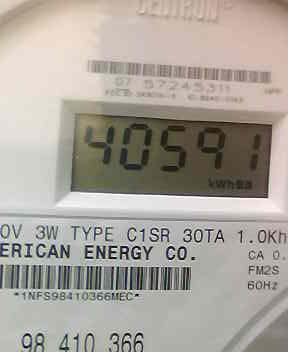 CENTRON
07 57245311
40591
kWh
0V 3W TYPE C1SR 30TA 1.0Kh
ERICAN ENERGY CO.
CA 0.
FM2S
*1NFS98410366MEC*
60Hz
98 410 366